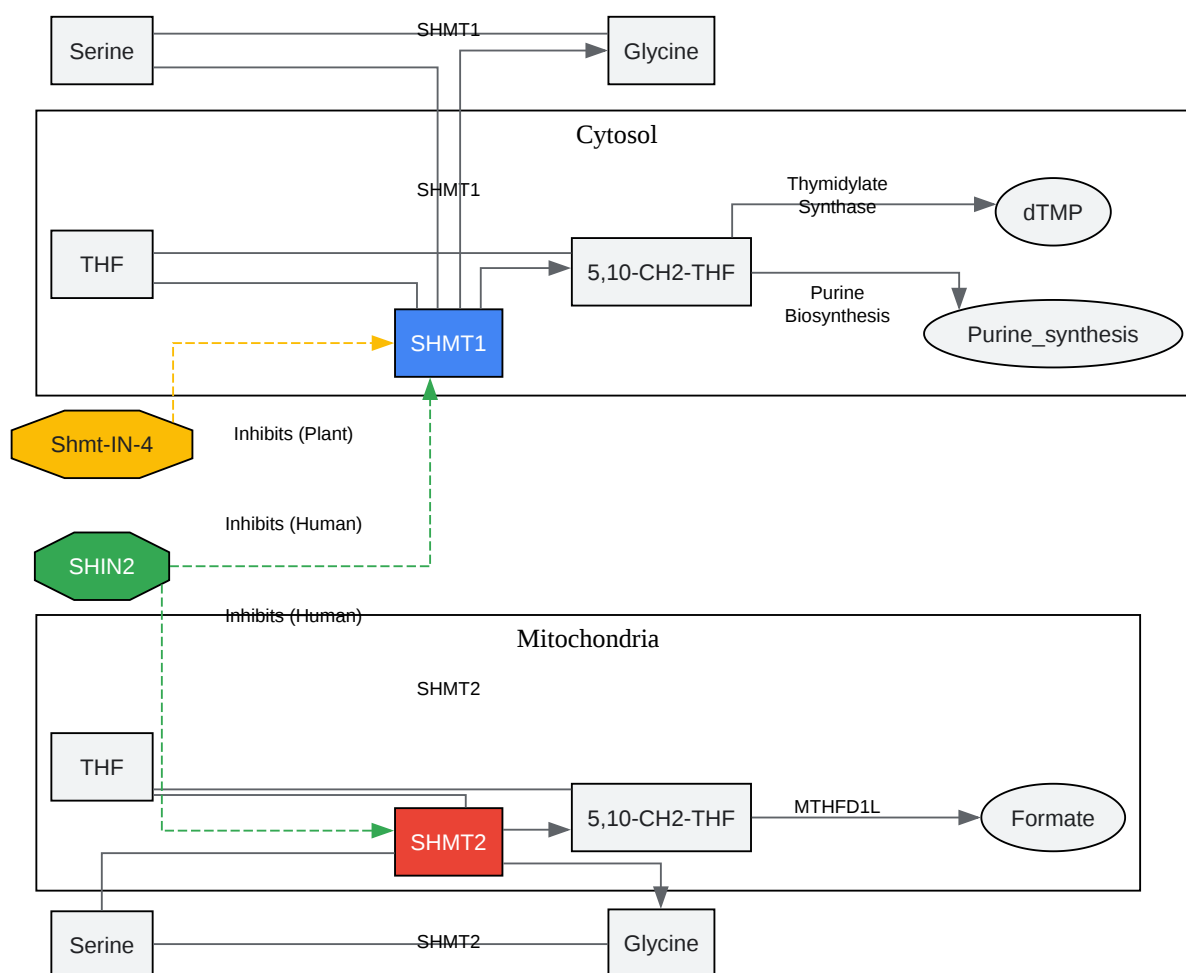 Serine
SHMT1
Glycine
Cytosol
SHMT1
Thymidylate
Synthase
dTMP
THF
5,10-CH2-THF
Purine
Biosynthesis
Purine_synthesis
SHMT1
Shmt-IN-4
Inhibits (Plant)
Inhibits (Human)
SHIN2
Inhibits (Human)
Mitochondria
SHMT2
THF
5,10-CH2-THF
MTHFD1L
Formate
SHMT2
Serine
SHMT2
Glycine